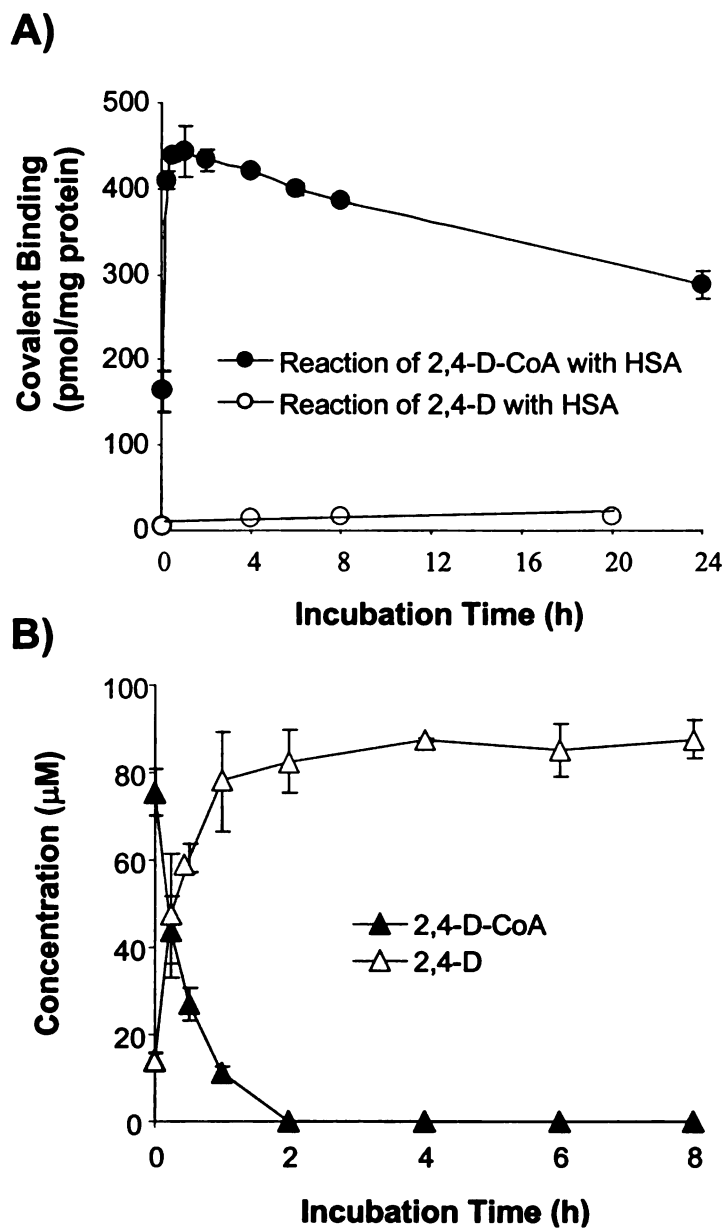 A)
500
400
300
200
100
0
Covalent Binding
(pmol/mg protein)
Reaction of 2,4-D-CoA with HSA
Reaction of 2,4-D with HSA
0 4 8 12 16 20 24
Incubation Time (h)
B)
100
80
60
40
20
0
Concentration (μM)
2,4-D-CoA
2,4-D
0 2 4 6 8
Incubation Time (h)